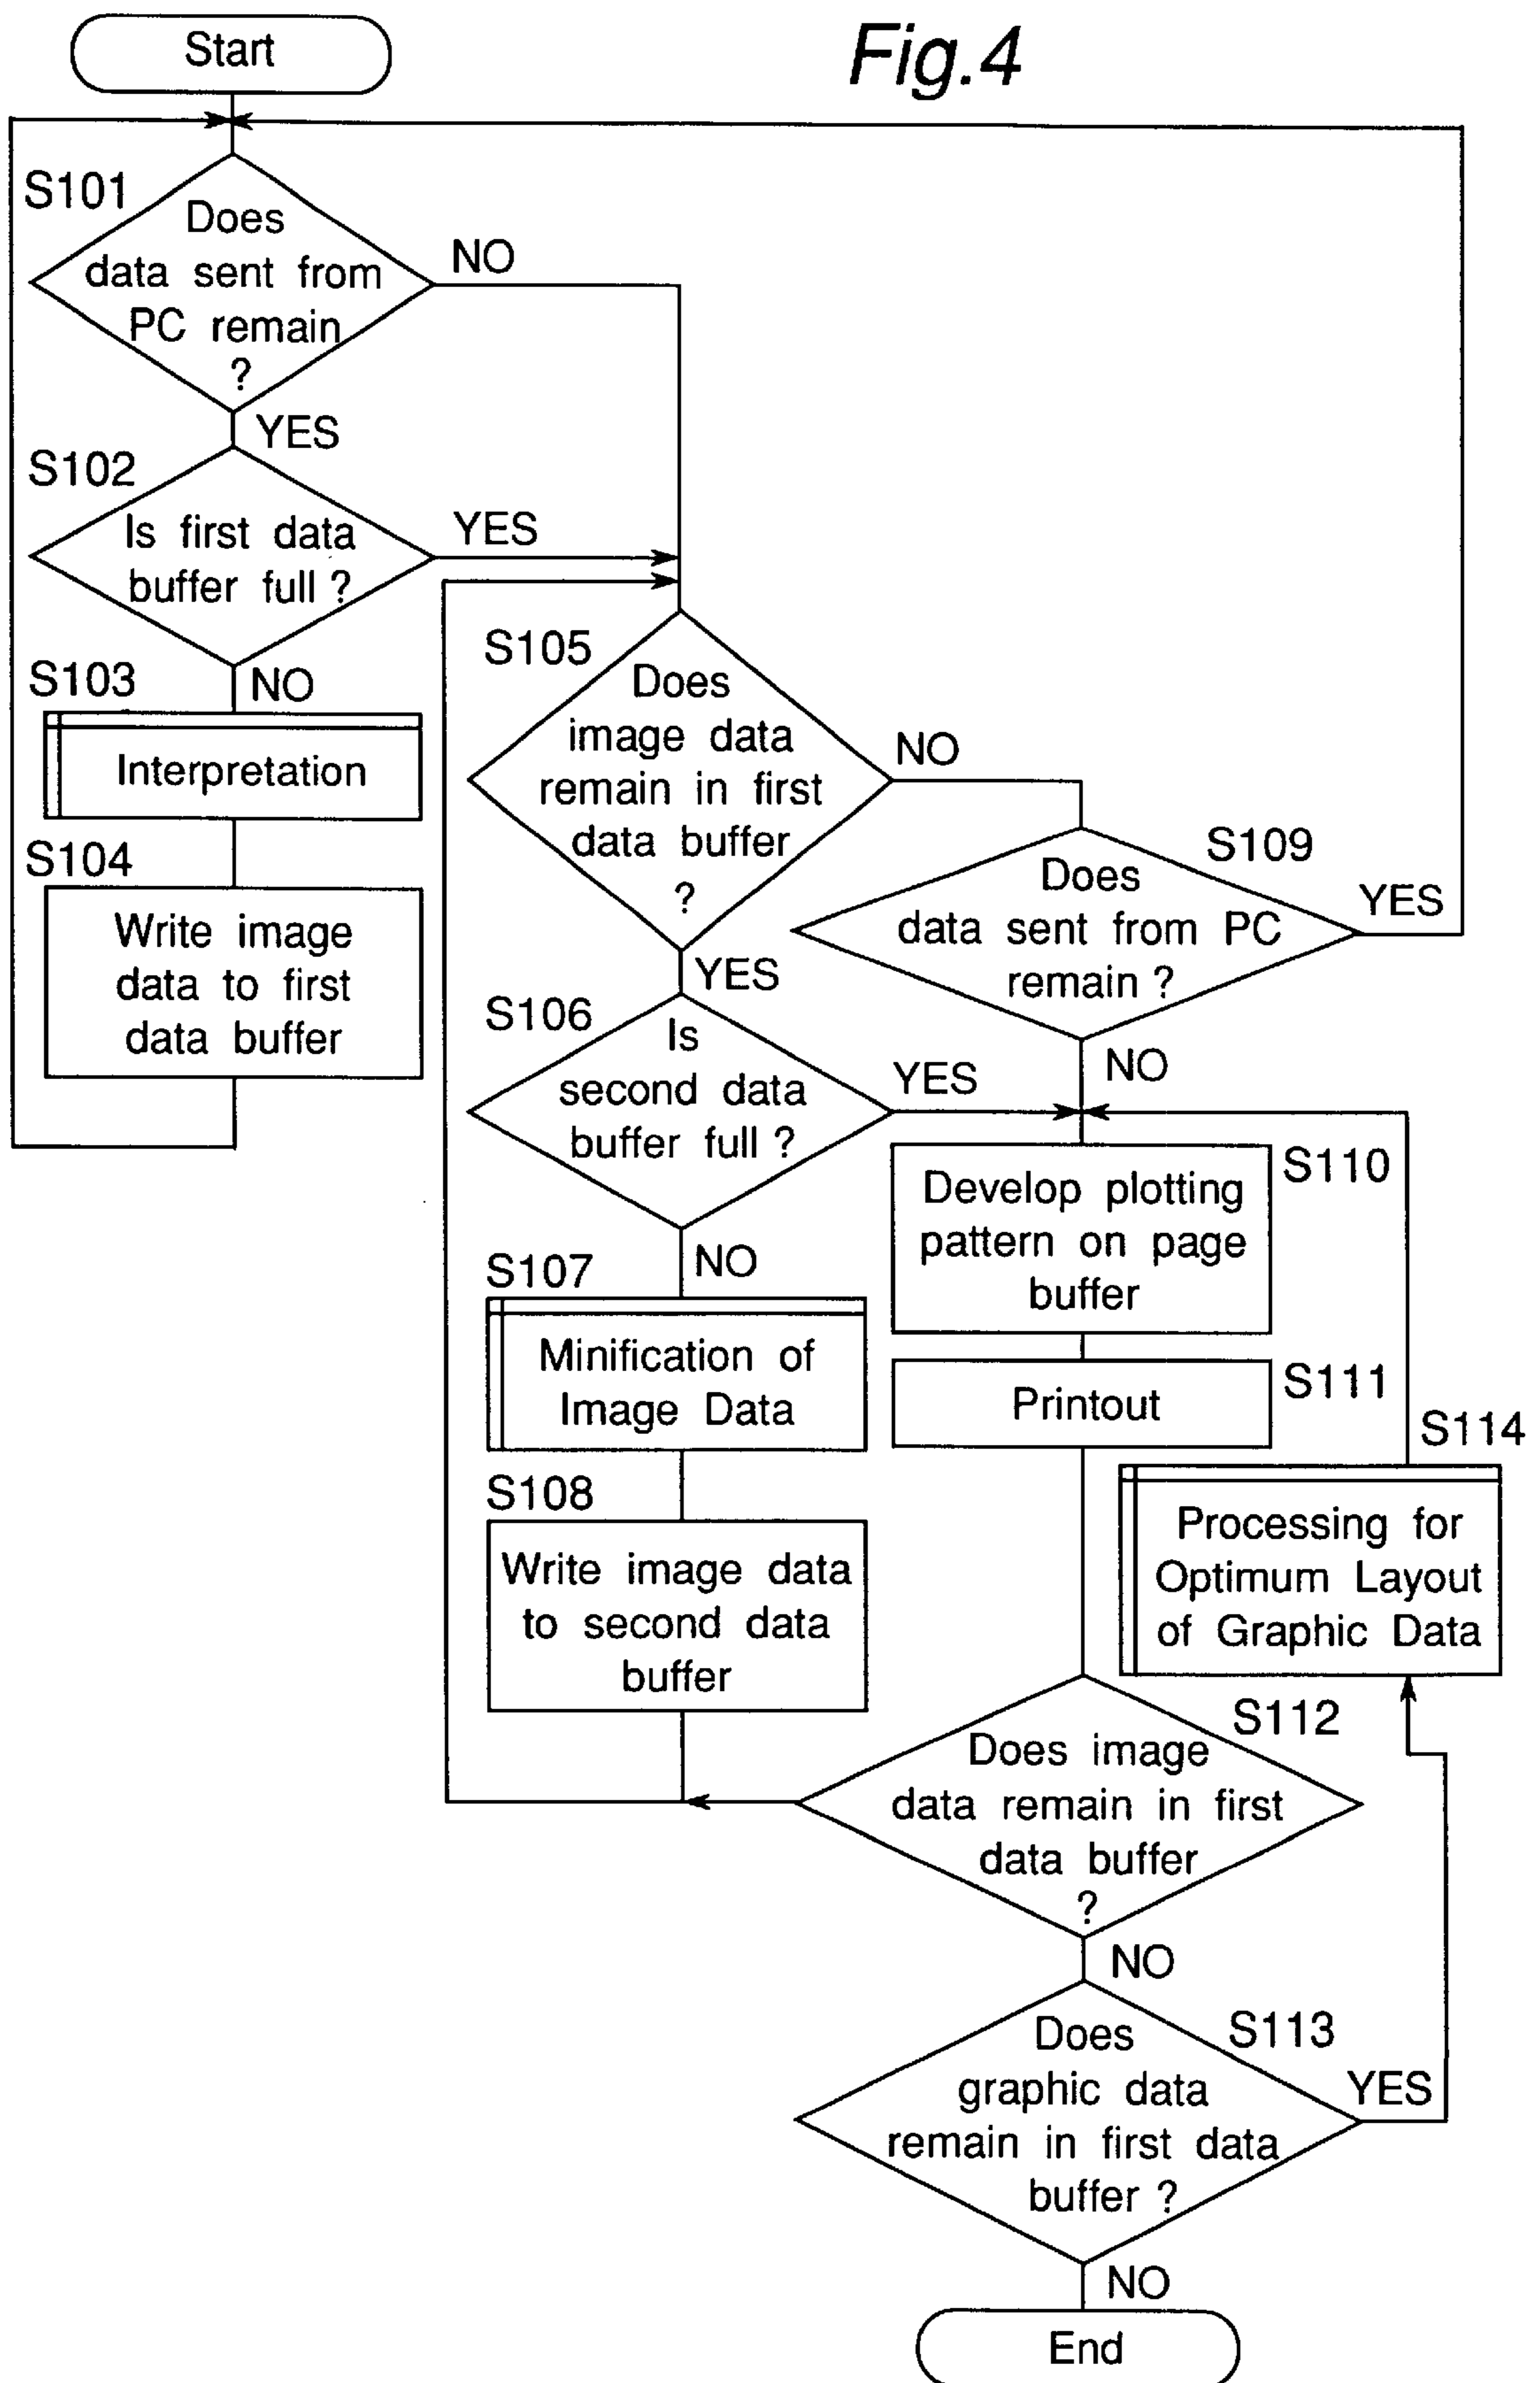 Fig.4
Start
S101
Does
data sent from
PC remain
?
NO
YES
S102
Is first data
buffer full ?
YES
NO
S103
Interpretation
S104
Write image
data to first
data buffer
S105
Does
image data
remain in first
data buffer
?
NO
YES
S106
Is
second data
buffer full ?
YES
NO
S107
Minification of
Image Data
S108
Write image data
to second data
buffer
S109
Does
data sent from PC
remain ?
YES
NO
S110
Develop plotting
pattern on page
buffer
S111
Printout
S114
Processing for
Optimum Layout
of Graphic Data
S112
Does image
data remain in first
data buffer
?
NO
S113
Does
graphic data
remain in first data
buffer ?
YES
NO
End